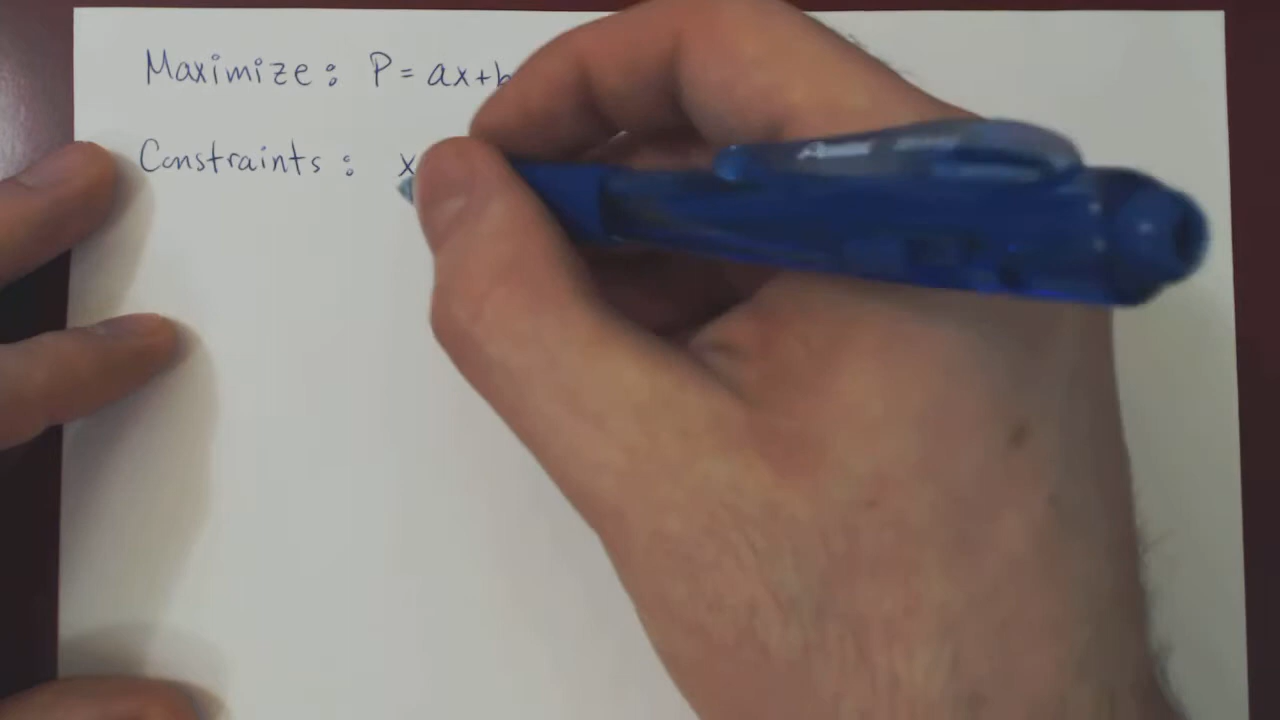 Maximize: P = ax+b
Constraints: x